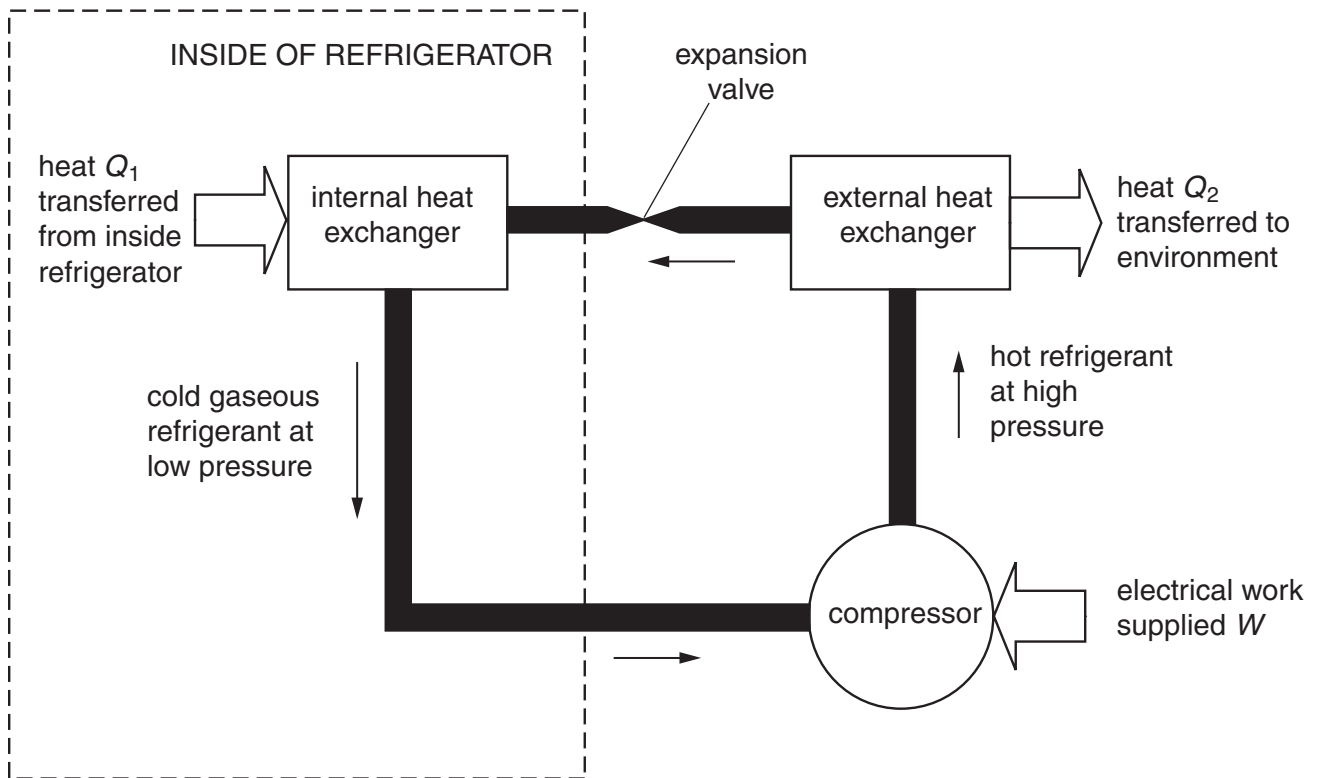 INSIDE OF REFRIGERATOR
expansion
valve
heat Q₁
transferred
from inside
refrigerator
internal heat
exchanger
external heat
exchanger
heat Q₂
transferred to
environment
cold gaseous
refrigerant at
low pressure
hot refrigerant
at high
pressure
compressor
electrical work
supplied W